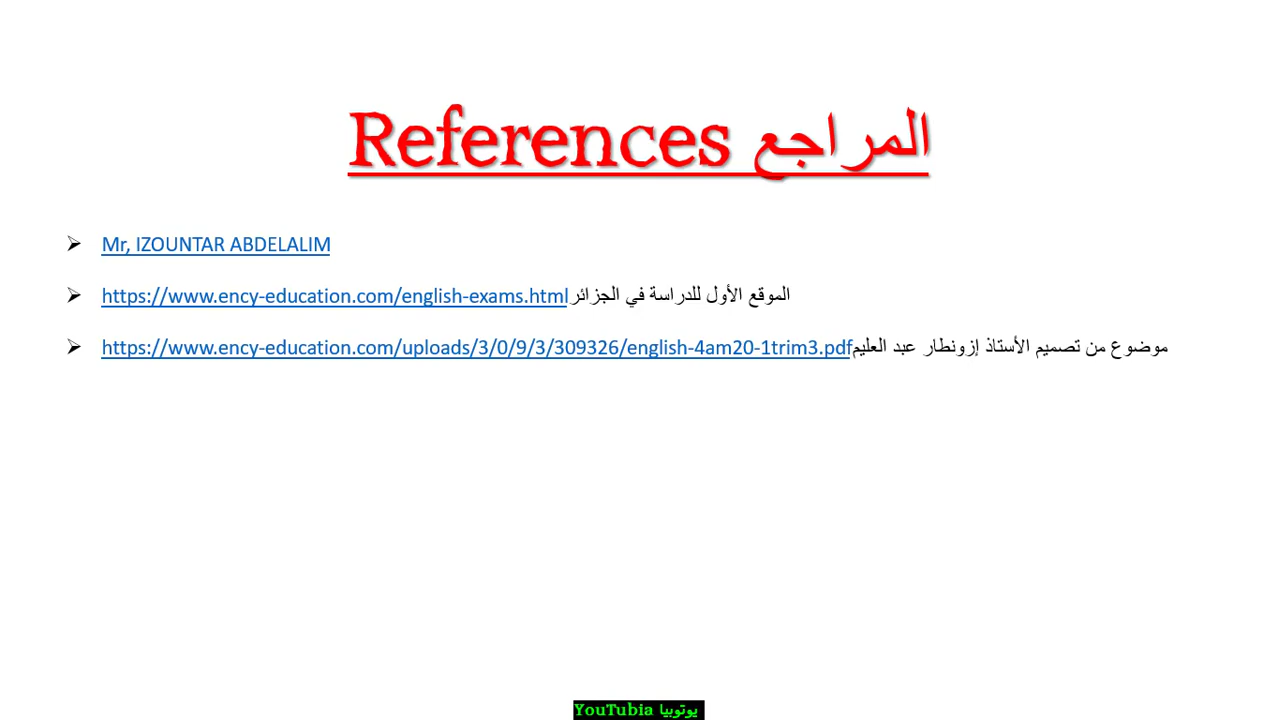 References المراجع
Mr, IZOUNTAR ABDELALIM
https://www.ency-education.com/english-exams.htmlالموقع الأول للدراسة في الجزائر
https://www.ency-education.com/uploads/3/0/9/3/309326/english-4am20-1trim3.pdfموضوع من تصميم الأستاذ إزونطار عبد العليم
YouTubia يوتوبيا